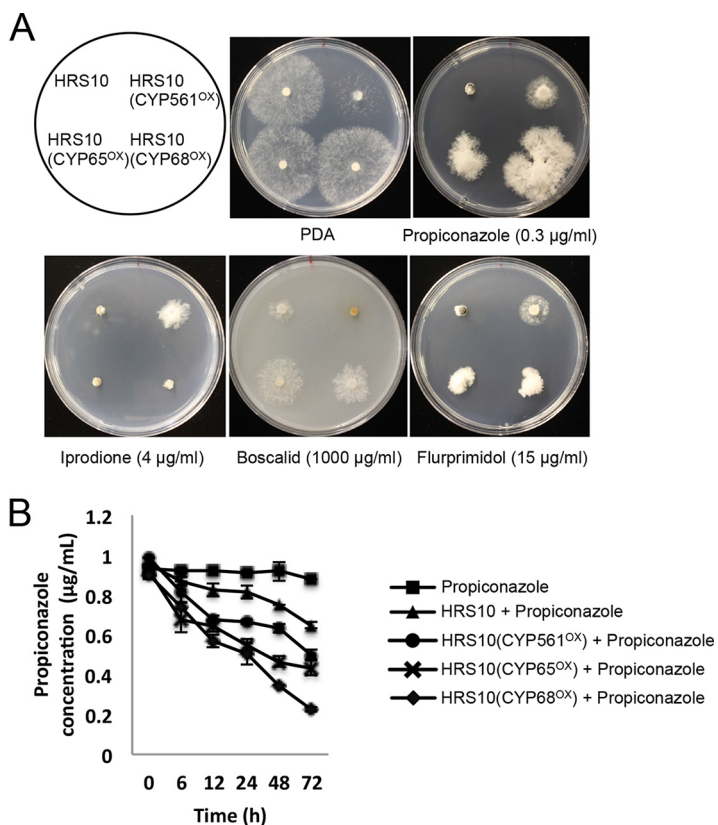 A
HRS10 HRS10
(CYP561ᴼˣ)
HRS10 HRS10
(CYP65ᴼˣ)(CYP68ᴼˣ)
PDA
Propiconazole (0.3 µg/ml)
Iprodione (4 µg/ml)
Boscalid (1000 µg/ml)
Flurprimidol (15 µg/ml)
B
Propiconazole
concentration (µg/mL)
1.2
1
0.8
0.6
0.4
0.2
0
0 6 12 24 48 72
Time (h)
Propiconazole
HRS10 + Propiconazole
HRS10(CYP561ᴼˣ) + Propiconazole
HRS10(CYP65ᴼˣ) + Propiconazole
HRS10(CYP68ᴼˣ) + Propiconazole